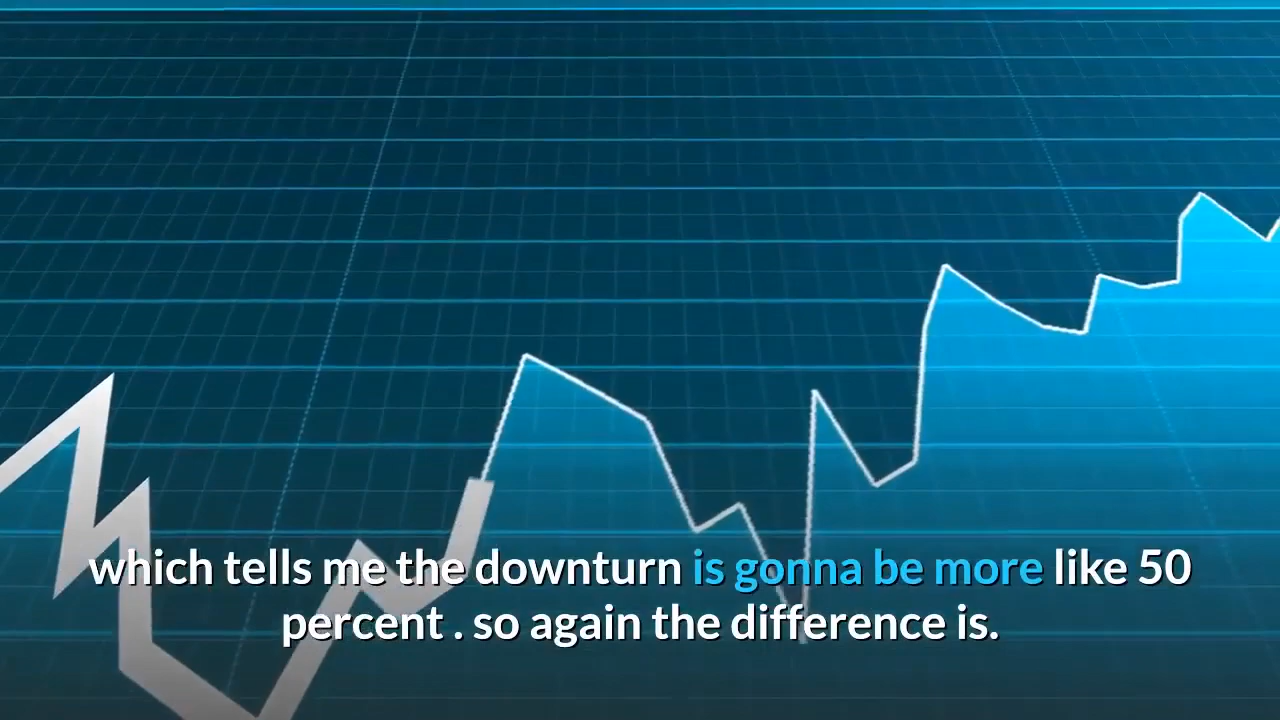 which tells me the downturn is gonna be more like 50
percent . so again the difference is.